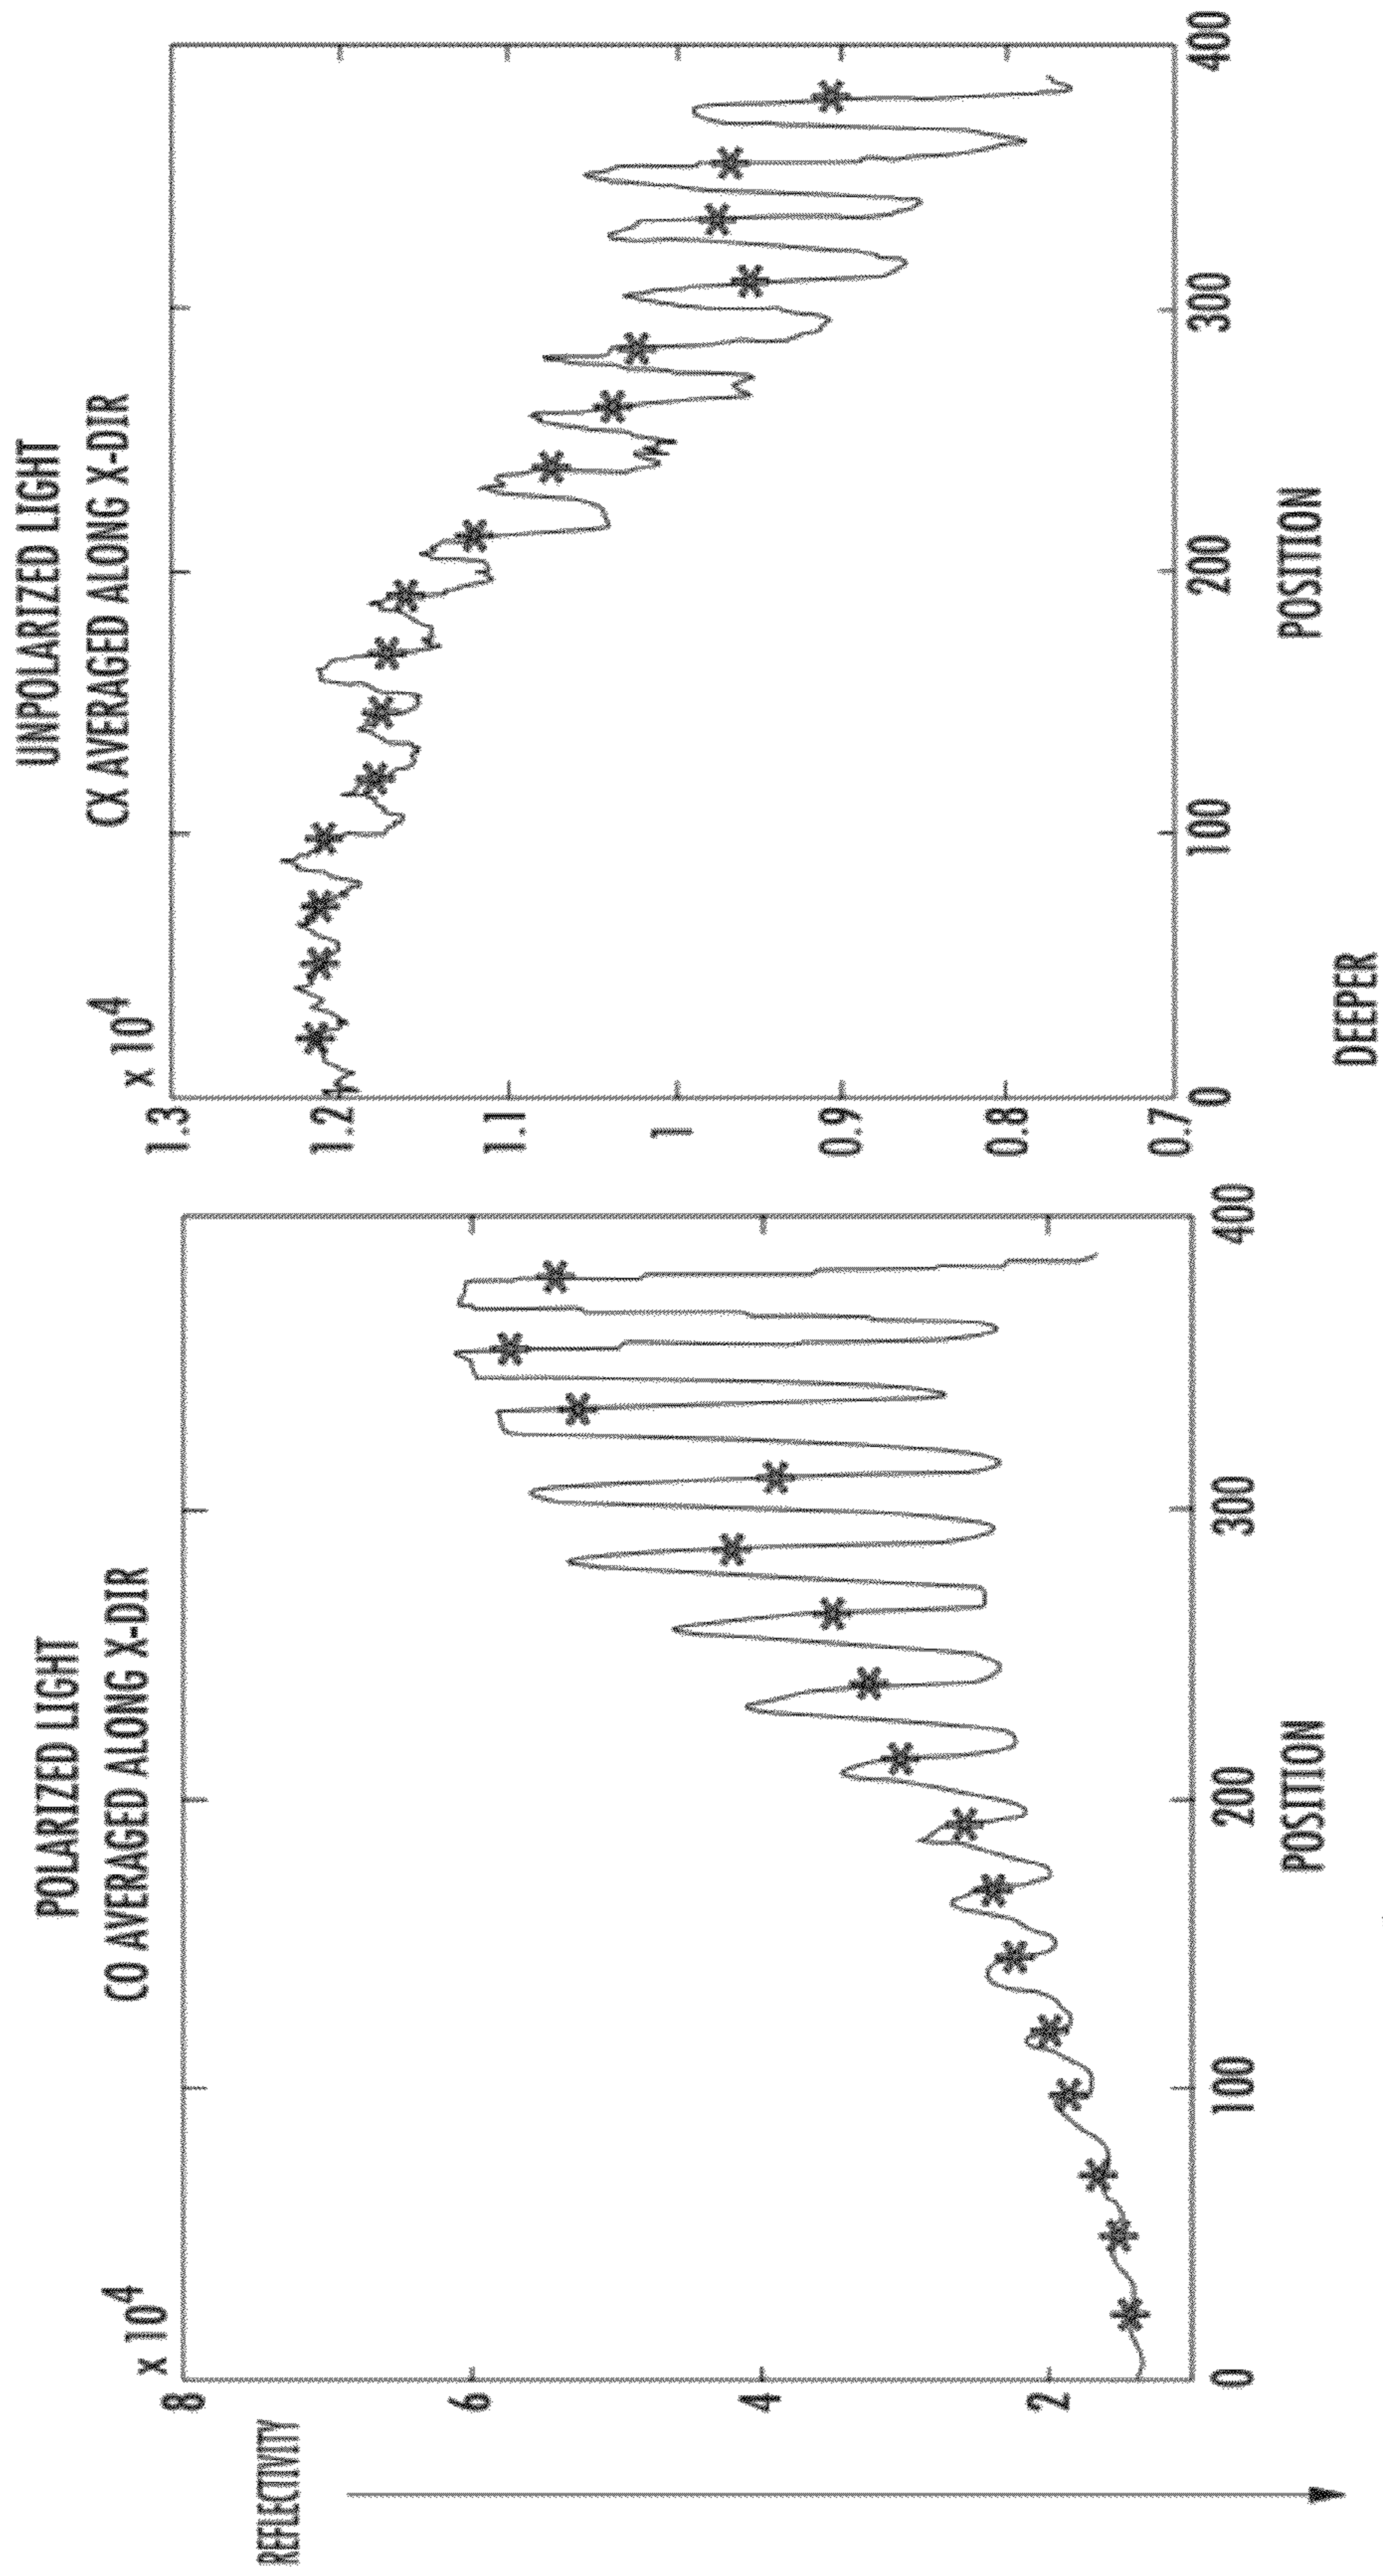 POLARIZED LIGHT
CO AVERAGED ALONG X-DIR
x 10^4
8
6
4
2
0
100
200
300
400
POSITION
REFLECTIVITY
UNPOLARIZED LIGHT
CX AVERAGED ALONG X-DIR
x 10^4
1.3
1.2
1.1
1
0.9
0.8
0.7
0
100
200
300
400
POSITION
DEEPER